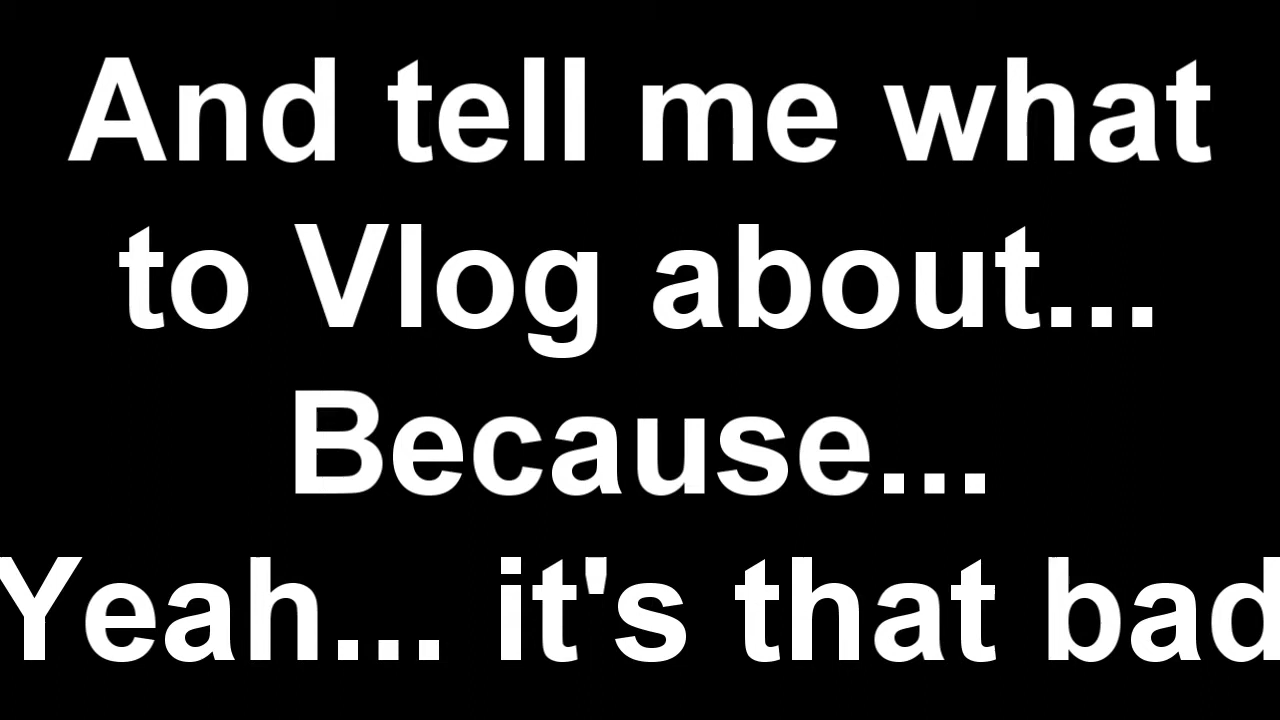 And tell me what
to Vlog about...
Because...
Yeah... it's that bad